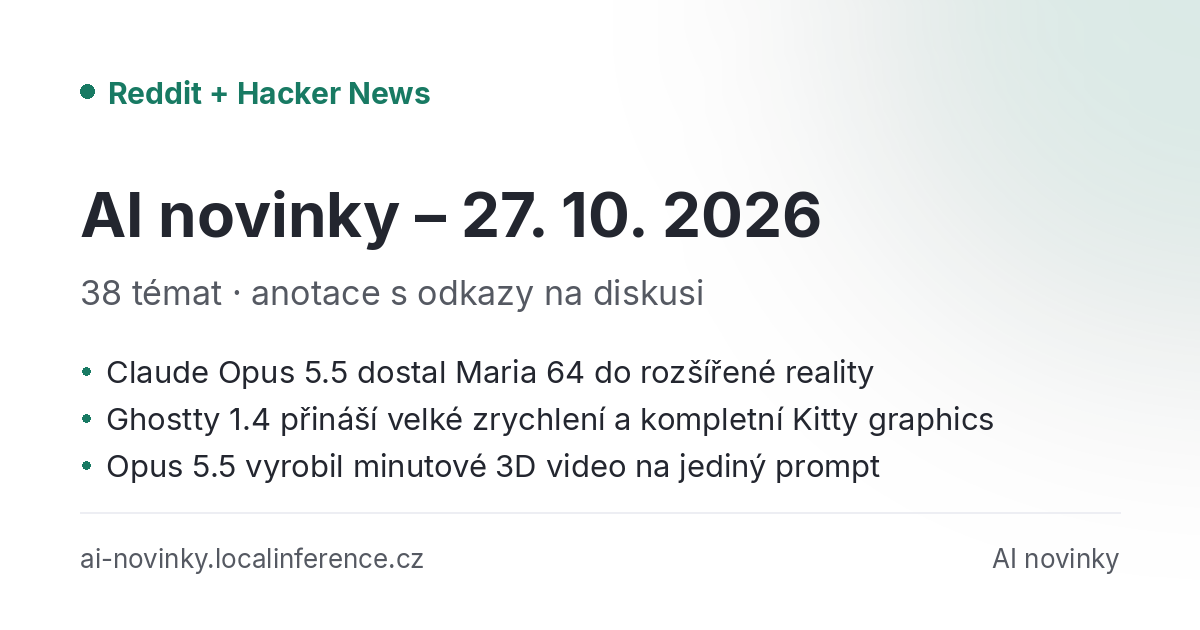 Reddit + Hacker News
AI novinky – 27. 10. 2026
38 témat · anotace s odkazy na diskusi
• Claude Opus 5.5 dostal Maria 64 do rozšířené reality
• Ghostty 1.4 přináší velké zrychlení a kompletní Kitty graphics
• Opus 5.5 vyrobil minutové 3D video na jediný prompt
ai-novinky.localinference.cz
AI novinky